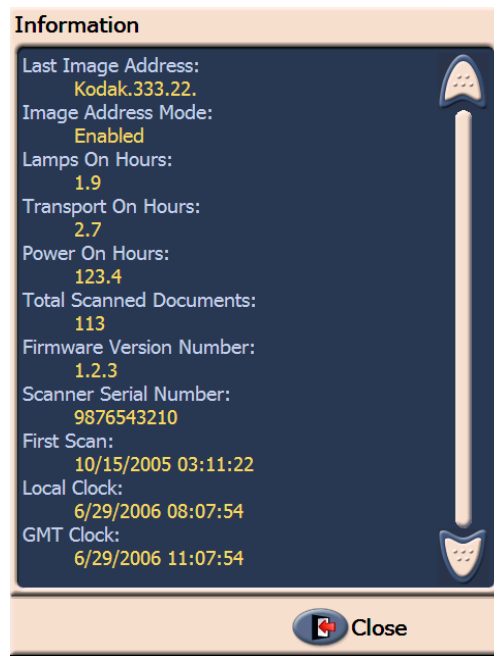 Information
Last Image Address:
Kodak.333.22.
Image Address Mode:
Enabled
Lamps On Hours:
1.9
Transport On Hours:
2.7
Power On Hours:
123.4
Total Scanned Documents:
113
Firmware Version Number:
1.2.3
Scanner Serial Number:
9876543210
First Scan:
10/15/2005 03:11:22
Local Clock:
6/29/2006 08:07:54
GMT Clock:
6/29/2006 11:07:54
Close